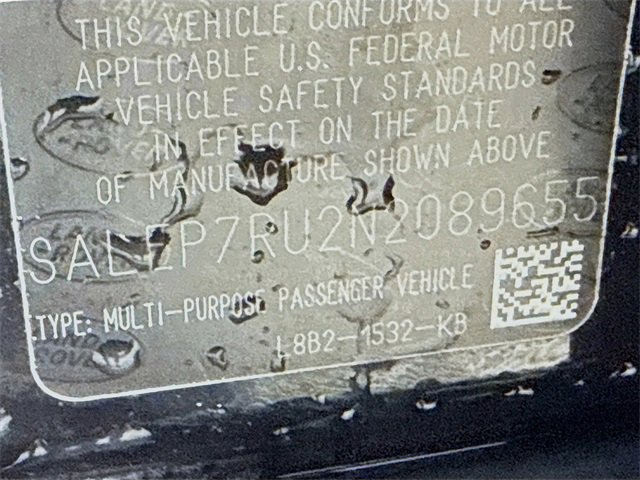 THIS VEHICLE CONFORMS TO ALL
APPLICABLE U.S. FEDERAL MOTOR
VEHICLE SAFETY STANDARDS
IN EFFECT ON THE DATE
OF MANUFACTURE SHOWN ABOVE
SALEP7RU2N2089655
TYPE: MULTI-PURPOSE PASSENGER VEHICLE
L8B2-1532-KB